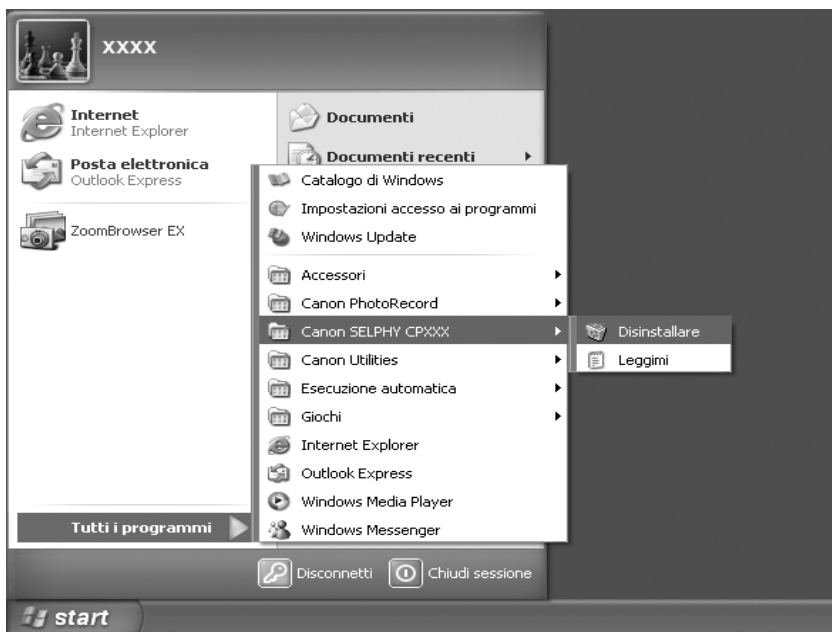 xxxx
Internet
Internet Explorer
Posta elettronica
Outlook Express
ZoomBrowser EX
Tutti i programmi
Documenti
Documenti recenti
Catalogo di Windows
Impostazioni accesso ai programmi
Windows Update
Accessori
Canon PhotoRecord
Canon SELPHY CPXXX
Canon Utilities
Esecuzione automatica
Giochi
Internet Explorer
Outlook Express
Windows Media Player
Windows Messenger
Disinstallare
Leggimi
Disconnetti
Chiudi sessione
start